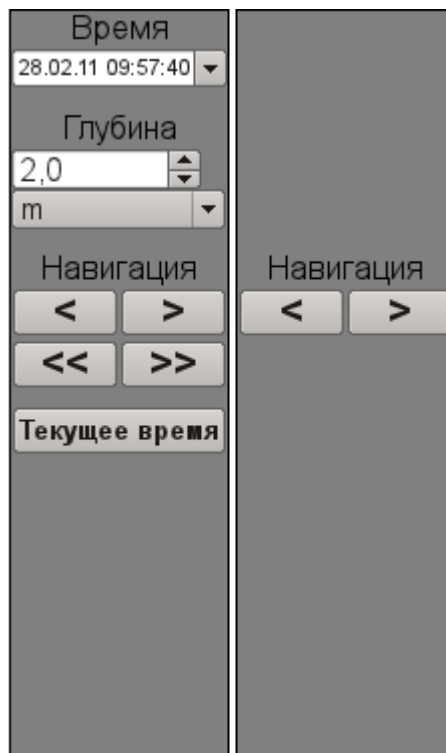 Время
28.02.11 09:57:40
Глубина
2,0
m
Навигация
< >
<< >>
Текущее время
Навигация
< >